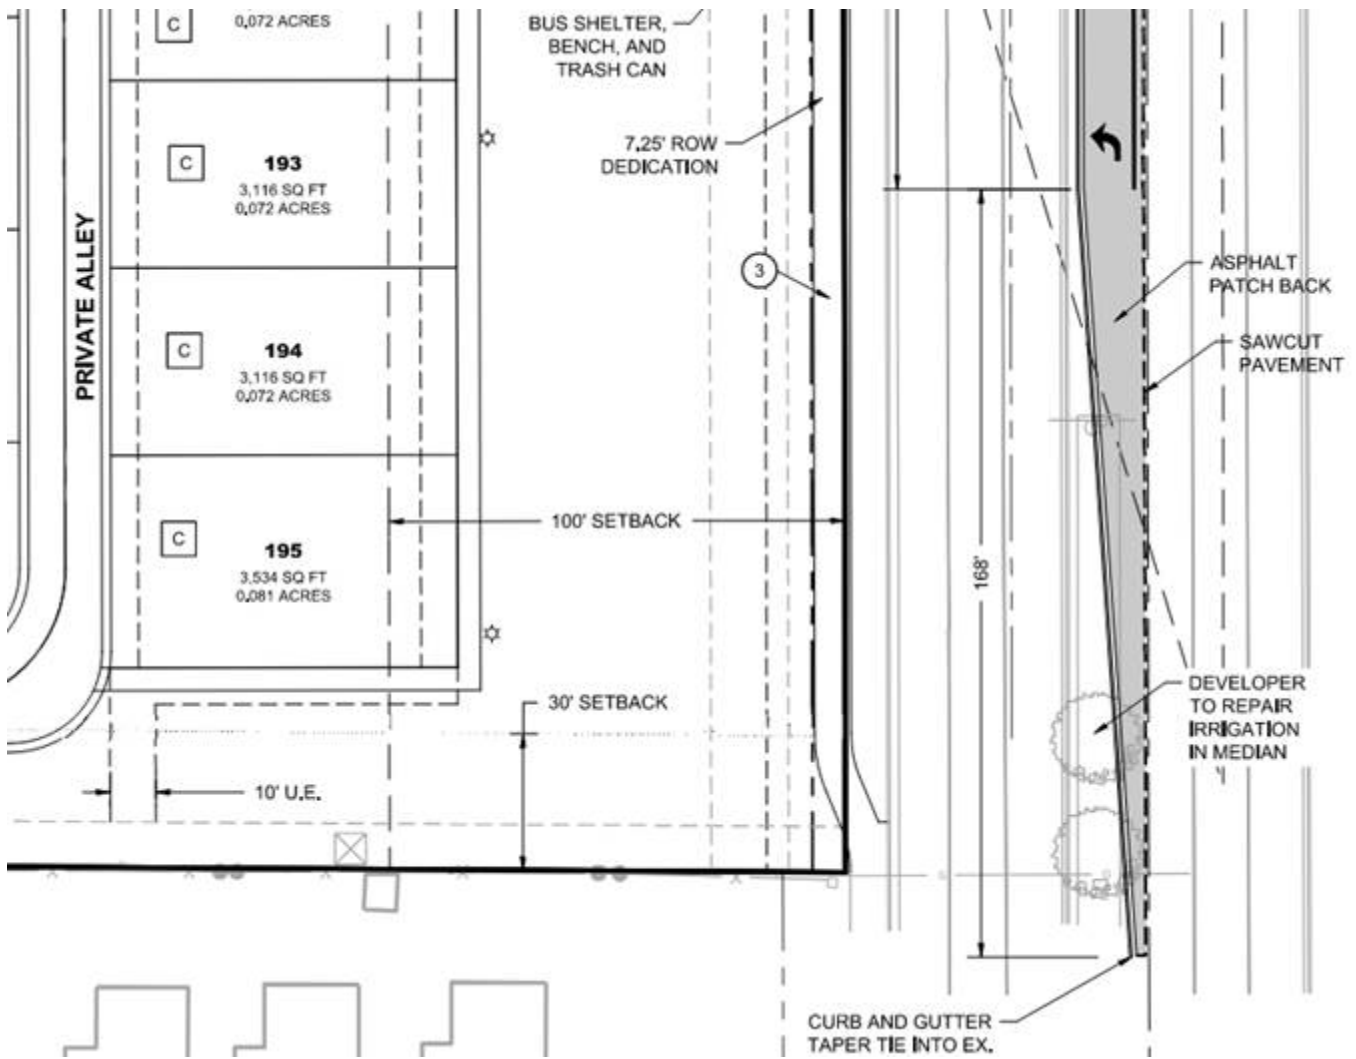 C
0.072 ACRES
BUS SHELTER,
BENCH, AND
TRASH CAN
7.25' ROW
DEDICATION
C
193
3,116 SQ FT
0.072 ACRES
PRIVATE ALLEY
3
ASPHALT
PATCH BACK
C
194
3,116 SQ FT
0.072 ACRES
SAWCUT
PAVEMENT
100' SETBACK
C
195
3,534 SQ FT
0.081 ACRES
168'
30' SETBACK
DEVELOPER
TO REPAIR
IRRIGATION
IN MEDIAN
10' U.E.
CURB AND GUTTER
TAPER TIE INTO EX.